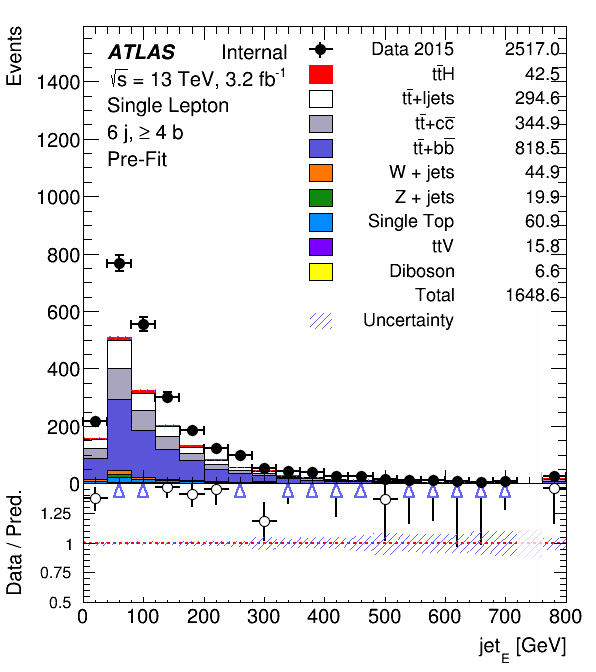 Events
ATLAS Internal
√s = 13 TeV, 3.2 fb⁻¹
Single Lepton
6 j, ≥ 4 b
Pre-Fit
Data 2015 2517.0
tt̄H 42.5
tt̄+ljets 294.6
tt̄+cc̄ 344.9
tt̄+bb̄ 818.5
W + jets 44.9
Z + jets 19.9
Single Top 60.9
ttV 15.8
Diboson 6.6
Total 1648.6
Uncertainty
1400
1200
1000
800
600
400
200
0
Data / Pred.
1.25
1
0.75
0.5
0 100 200 300 400 500 600 700 800
jet_E [GeV]